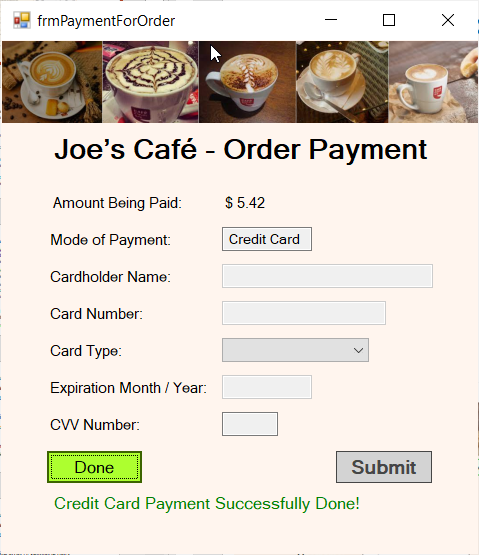 frmPaymentForOrder
Joe's Café - Order Payment
Amount Being Paid: $ 5.42
Mode of Payment: Credit Card
Cardholder Name:
Card Number:
Card Type:
Expiration Month / Year:
CVV Number:
Done Submit
Credit Card Payment Successfully Done!